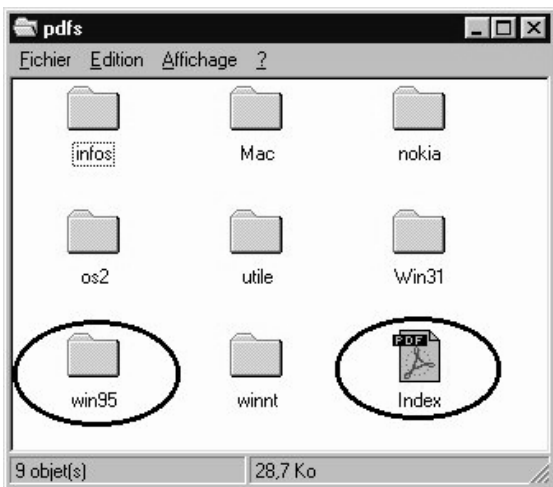 pdfs
Fichier Edition Affichage ?
infos Mac nokia
os2 utile Win31
PDF
win95 winnt Index
9 objet(s) 28,7 Ko